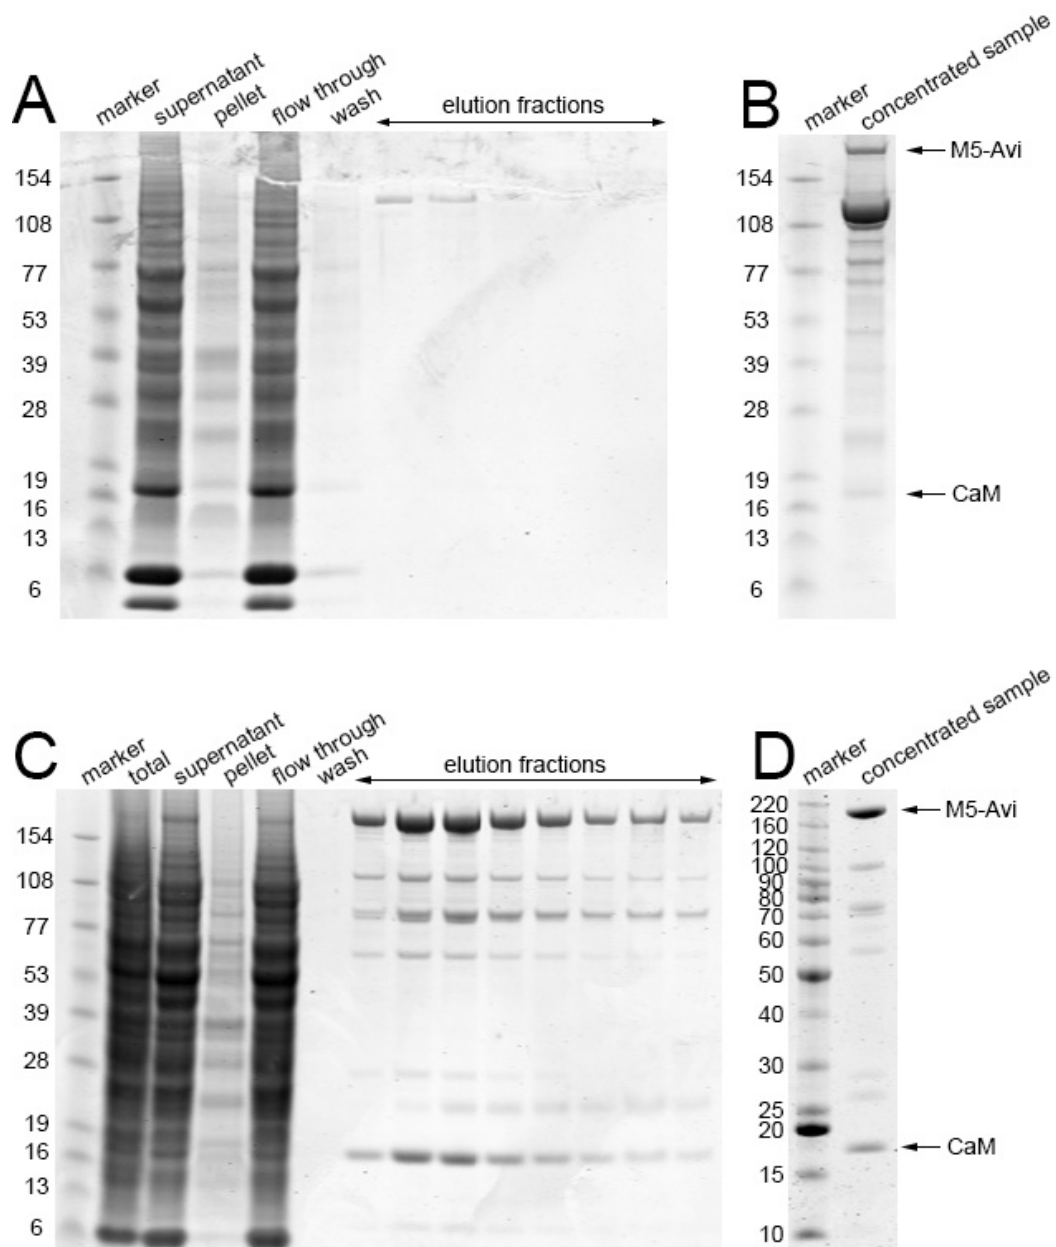 A
marker
supernatant
pellet
flow through
wash
elution fractions
154
108
77
53
39
28
19
16
13
6
B
marker
concentrated sample
M5-Avi
CaM
154
108
77
53
39
28
19
16
13
6
C
marker
total
supernatant
pellet
flow through
wash
elution fractions
154
108
77
53
39
28
19
16
13
6
D
marker
concentrated sample
M5-Avi
CaM
220
160
120
100
90
80
70
60
50
40
30
25
20
15
10